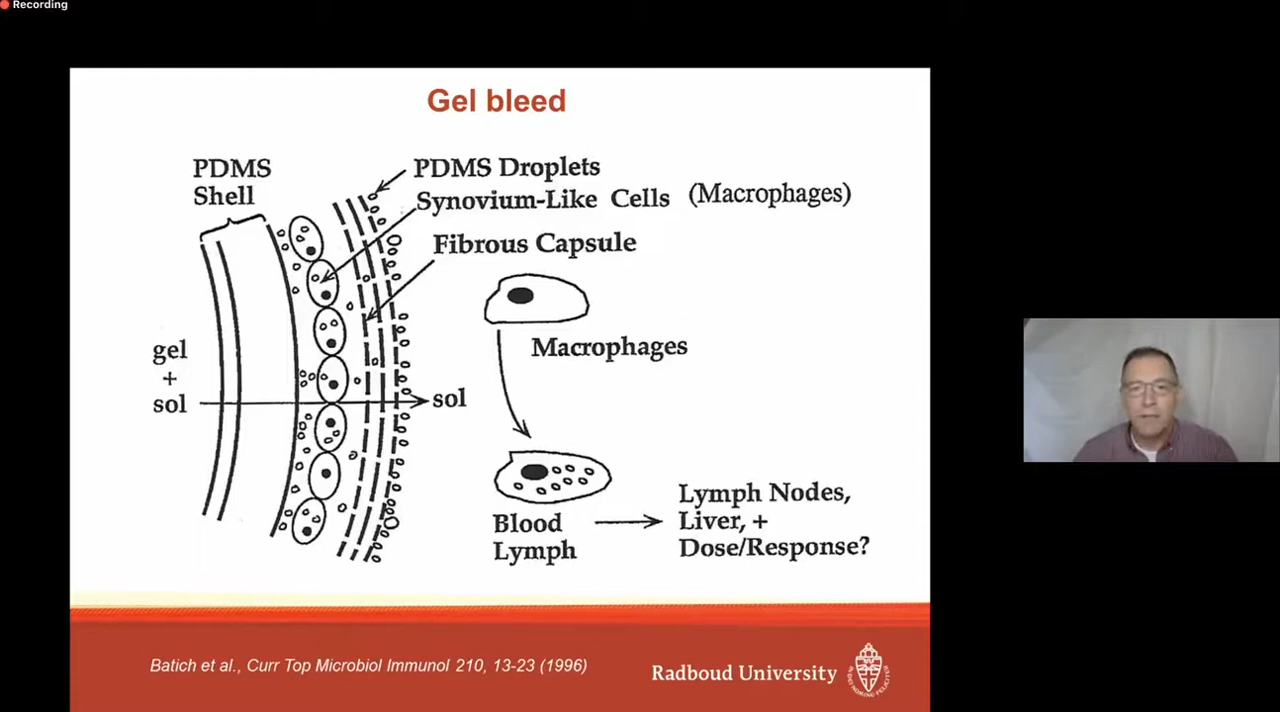 Recording
Gel bleed
PDMS
Shell
PDMS Droplets
Synovium-Like Cells (Macrophages)
Fibrous Capsule
Macrophages
gel
+
sol
sol
Blood
Lymph
Lymph Nodes,
Liver, +
Dose/Response?
Batich et al., Curr Top Microbiol Immunol 210, 13-23 (1996)
Radboud University